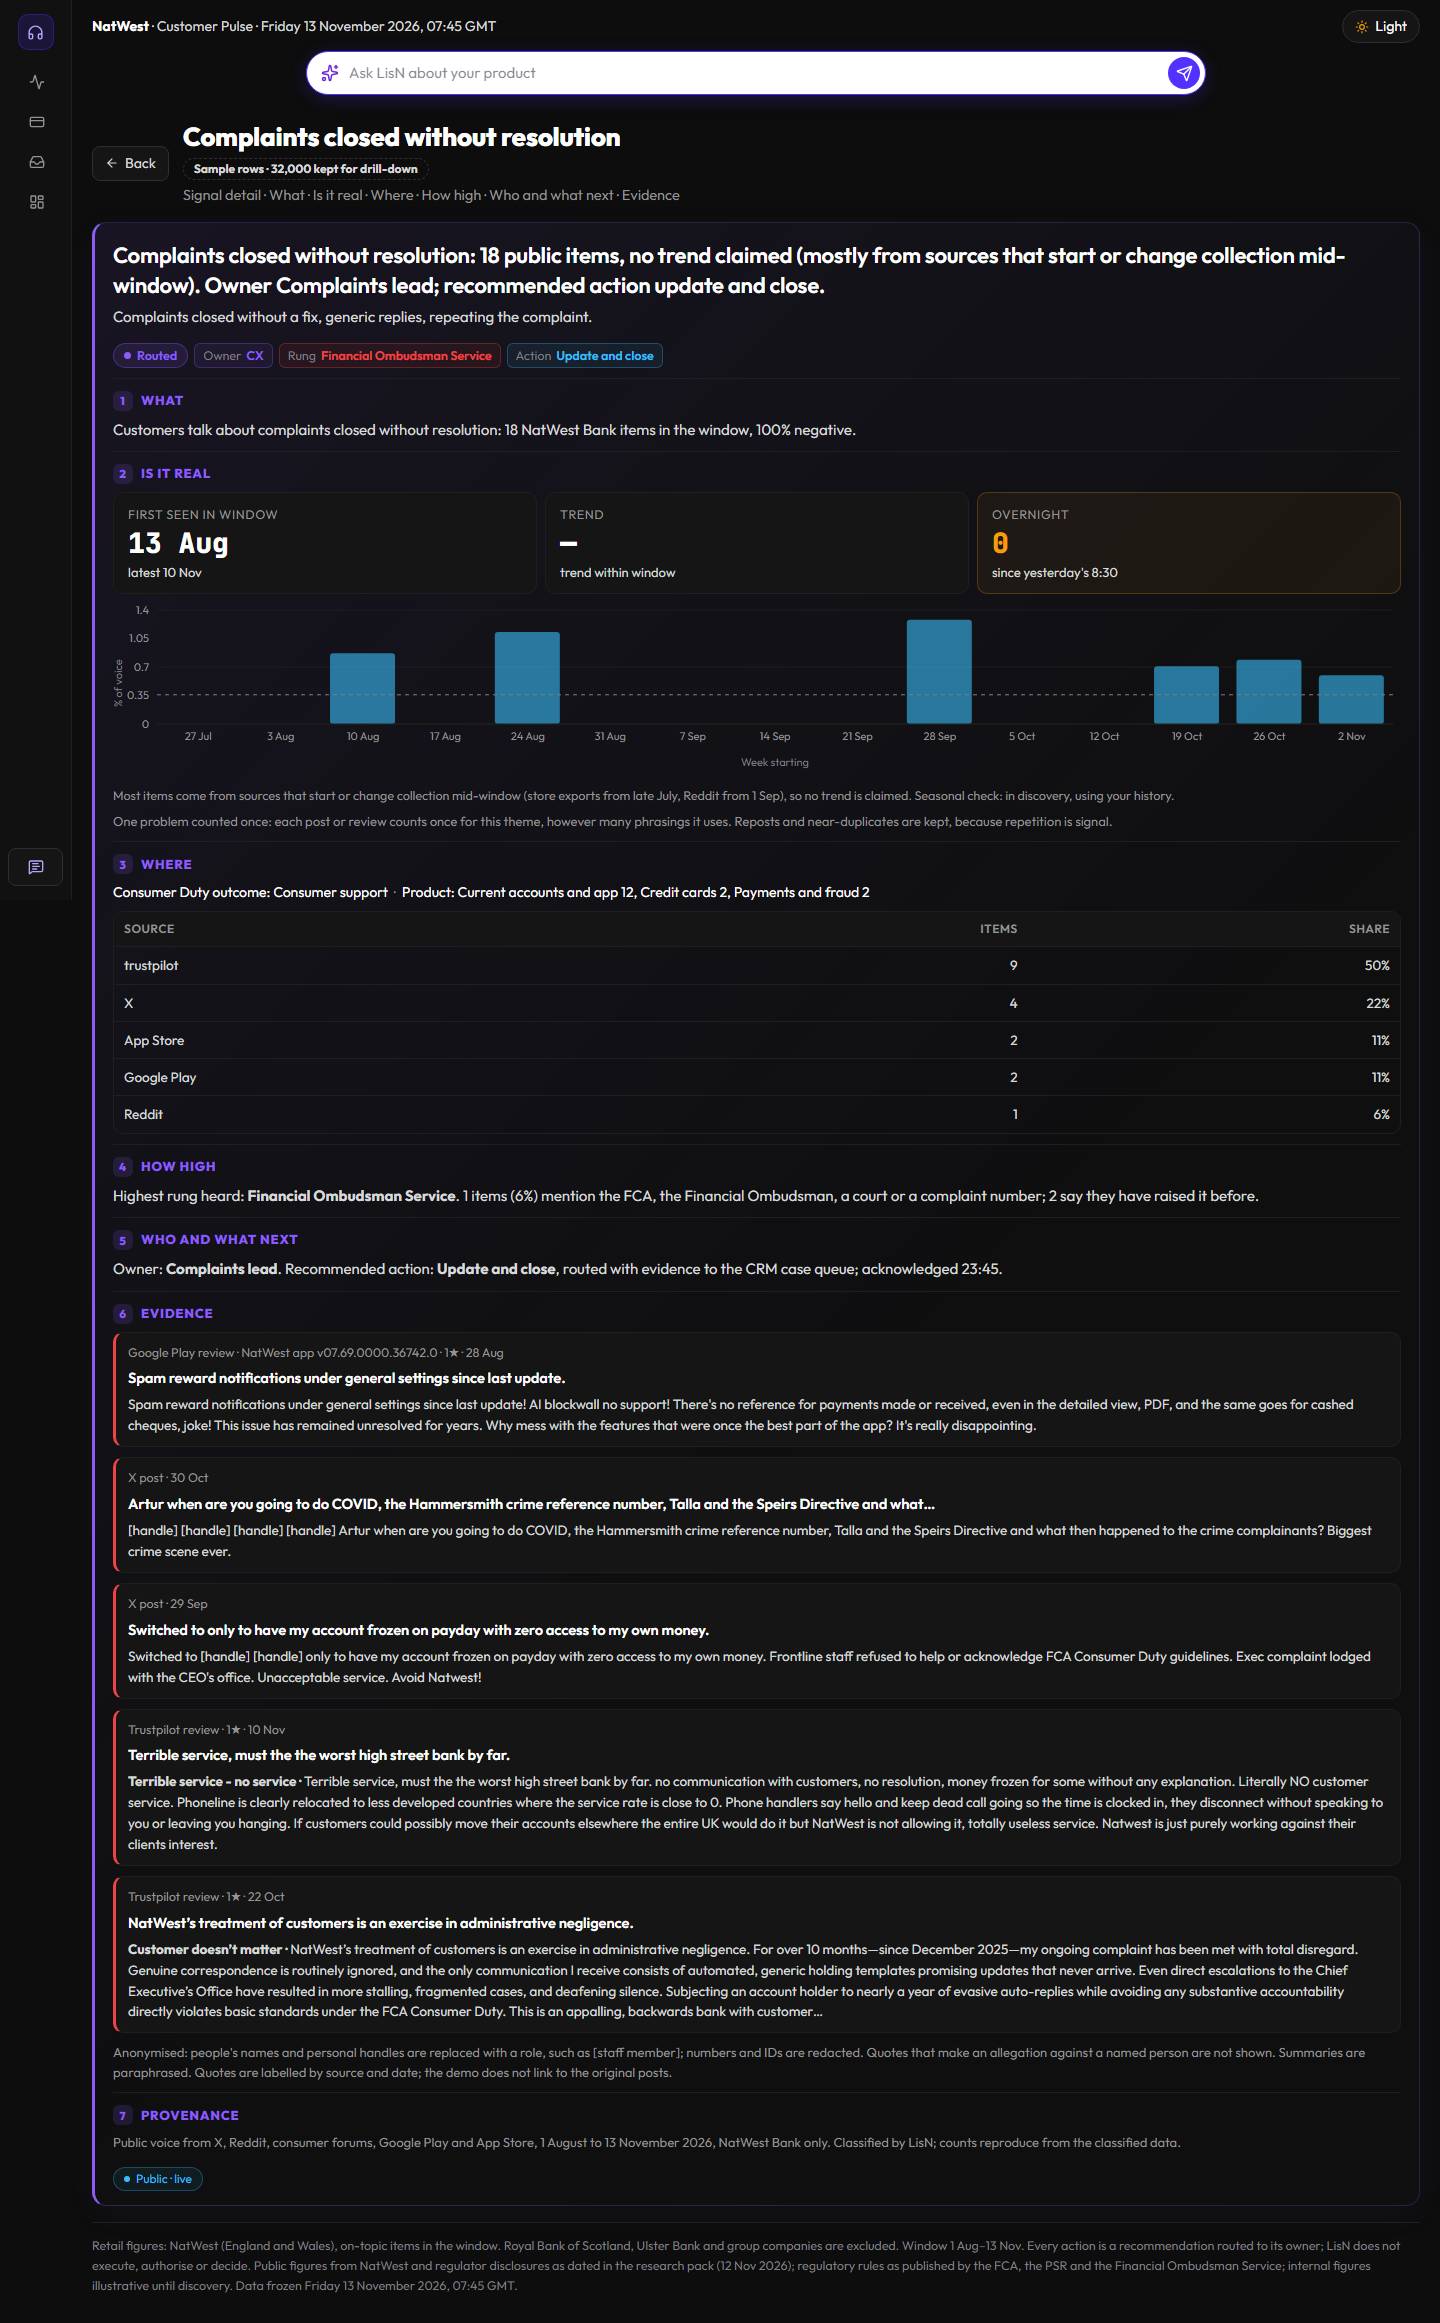 NatWest · Customer Pulse · Friday 13 November 2026, 07:45 GMT
Light
Ask LisN about your product
Back
Complaints closed without resolution
Sample rows · 32,000 kept for drill-down
Signal detail · What · Is it real · Where · How high · Who and what next · Evidence
Complaints closed without resolution: 18 public items, no trend claimed (mostly from sources that start or change collection mid-
window). Owner Complaints lead; recommended action update and close.
Complaints closed without a fix, generic replies, repeating the complaint.
Routed
Owner CX
Rung Financial Ombudsman Service
Action Update and close
1 WHAT
Customers talk about complaints closed without resolution: 18 NatWest Bank items in the window, 100% negative.
2 IS IT REAL
FIRST SEEN IN WINDOW
13 Aug
latest 10 Nov
TREND
–
trend within window
OVERNIGHT
0
since yesterday's 8:30
% of voice
1.4
1.05
0.7
0.35
0
27 Jul 3 Aug 10 Aug 17 Aug 24 Aug 31 Aug 7 Sep 14 Sep 21 Sep 28 Sep 5 Oct 12 Oct 19 Oct 26 Oct 2 Nov
Week starting
Most items come from sources that start or change collection mid-window (store exports from late July, Reddit from 1 Sep), so no trend is claimed. Seasonal check: in discovery, using your history.
One problem counted once: each post or review counts once for this theme, however many phrasings it uses. Reposts and near-duplicates are kept, because repetition is signal.
3 WHERE
Consumer Duty outcome: Consumer support · Product: Current accounts and app 12, Credit cards 2, Payments and fraud 2
SOURCE ITEMS SHARE
trustpilot 9 50%
X 4 22%
App Store 2 11%
Google Play 2 11%
Reddit 1 6%
4 HOW HIGH
Highest rung heard: Financial Ombudsman Service. 1 items (6%) mention the FCA, the Financial Ombudsman, a court or a complaint number; 2 say they have raised it before.
5 WHO AND WHAT NEXT
Owner: Complaints lead. Recommended action: Update and close, routed with evidence to the CRM case queue; acknowledged 23:45.
6 EVIDENCE
Google Play review · NatWest app v07.69.0000.36742.0 · 1★ · 28 Aug
Spam reward notifications under general settings since last update.
Spam reward notifications under general settings since last update! AI blockwall no support! There's no reference for payments made or received, even in the detailed view, PDF, and the same goes for cashed
cheques, joke! This issue has remained unresolved for years. Why mess with the features that were once the best part of the app? It's really disappointing.
X post · 30 Oct
Artur when are you going to do COVID, the Hammersmith crime reference number, Talla and the Speirs Directive and what…
[handle] [handle] [handle] [handle] Artur when are you going to do COVID, the Hammersmith crime reference number, Talla and the Speirs Directive and what then happened to the crime complainants? Biggest
crime scene ever.
X post · 29 Sep
Switched to only to have my account frozen on payday with zero access to my own money.
Switched to [handle] [handle] only to have my account frozen on payday with zero access to my own money. Frontline staff refused to help or acknowledge FCA Consumer Duty guidelines. Exec complaint lodged
with the CEO's office. Unacceptable service. Avoid Natwest!
Trustpilot review · 1★ · 10 Nov
Terrible service, must the the worst high street bank by far.
Terrible service - no service · Terrible service, must the the worst high street bank by far. no communication with customers, no resolution, money frozen for some without any explanation. Literally NO customer
service. Phoneline is clearly relocated to less developed countries where the service rate is close to 0. Phone handlers say hello and keep dead call going so the time is clocked in, they disconnect without speaking to
you or leaving you hanging. If customers could possibly move their accounts elsewhere the entire UK would do it but NatWest is not allowing it, totally useless service. Natwest is just purely working against their
clients interest.
Trustpilot review · 1★ · 22 Oct
NatWest’s treatment of customers is an exercise in administrative negligence.
Customer doesn’t matter · NatWest’s treatment of customers is an exercise in administrative negligence. For over 10 months—since December 2025—my ongoing complaint has been met with total disregard.
Genuine correspondence is routinely ignored, and the only communication I receive consists of automated, generic holding templates promising updates that never arrive. Even direct escalations to the Chief
Executive’s Office have resulted in more stalling, fragmented cases, and deafening silence. Subjecting an account holder to nearly a year of evasive auto-replies while avoiding any substantive accountability
directly violates basic standards under the FCA Consumer Duty. This is an appalling, backwards bank with customer…
Anonymised: people's names and personal handles are replaced with a role, such as [staff member]; numbers and IDs are redacted. Quotes that make an allegation against a named person are not shown. Summaries are
paraphrased. Quotes are labelled by source and date; the demo does not link to the original posts.
7 PROVENANCE
Public voice from X, Reddit, consumer forums, Google Play and App Store, 1 August to 13 November 2026, NatWest Bank only. Classified by LisN; counts reproduce from the classified data.
Public · live
Retail figures: NatWest (England and Wales), on-topic items in the window. Royal Bank of Scotland, Ulster Bank and group companies are excluded. Window 1 Aug–13 Nov. Every action is a recommendation routed to its owner; LisN does not
execute, authorise or decide. Public figures from NatWest and regulator disclosures as dated in the research pack (12 Nov 2026); regulatory rules as published by the FCA, the PSR and the Financial Ombudsman Service; internal figures
illustrative until discovery. Data frozen Friday 13 November 2026, 07:45 GMT.